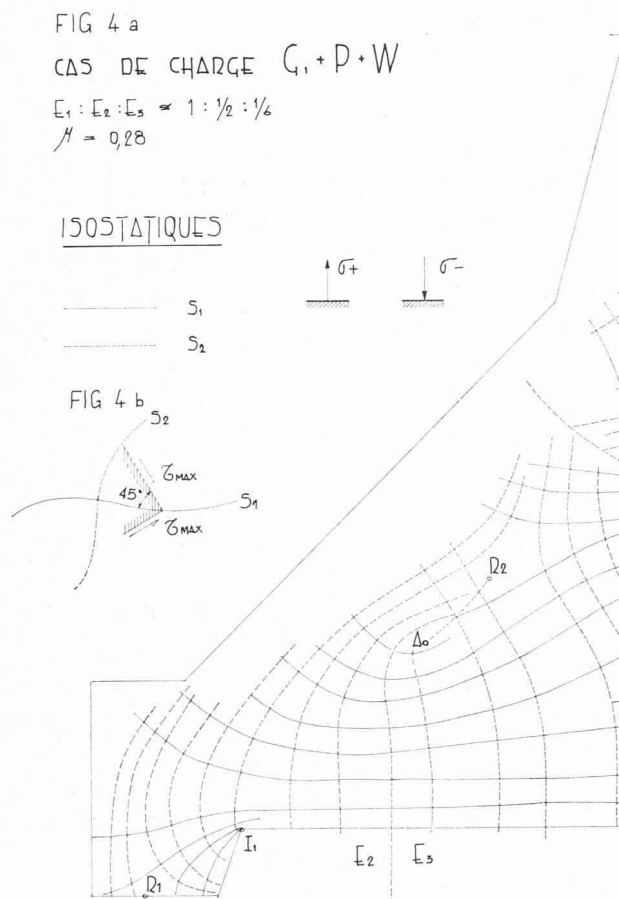 FIG 4 a
CAS DE CHARGE G₁ + P + W
E₁ : E₂ : E₃ = 1 : 1/2 : 1/6
μ = 0,28
ISOSTATIQUES
σ+
σ-
S₁
S₂
FIG 4 b
S₂
τMAX
45°
S₁
τMAX
R2
A₀
I₁
E₂
E₃
R1